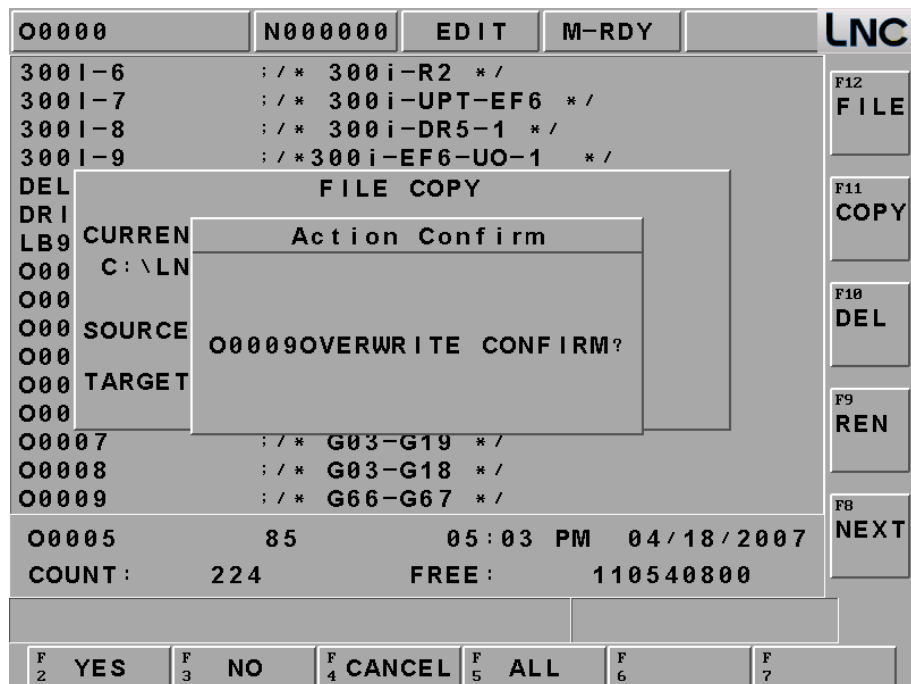 O0000 N000000 EDIT M-RDY LNC
300I-6 ;/* 300i-R2 */
300I-7 ;/* 300i-UPT-EF6 */
300I-8 ;/* 300i-DR5-1 */
300I-9 ;/*300i-EF6-UO-1 */
DEL
DRI
LB9
O00
O00
O00
O00
O00
O00
O0007 ;/* G03-G19 */
O0008 ;/* G03-G18 */
O0009 ;/* G66-G67 */
FILE COPY
CURREN
C:\LN
SOURCE
TARGET
Action Confirm
O0009OVERWRITE CONFIRM?
O0005 85 05:03 PM 04/18/2007
COUNT: 224 FREE: 110540800
F12
FILE
F11
COPY
F10
DEL
F9
REN
F8
NEXT
F2 YES F3 NO F4 CANCEL F5 ALL F6 F7